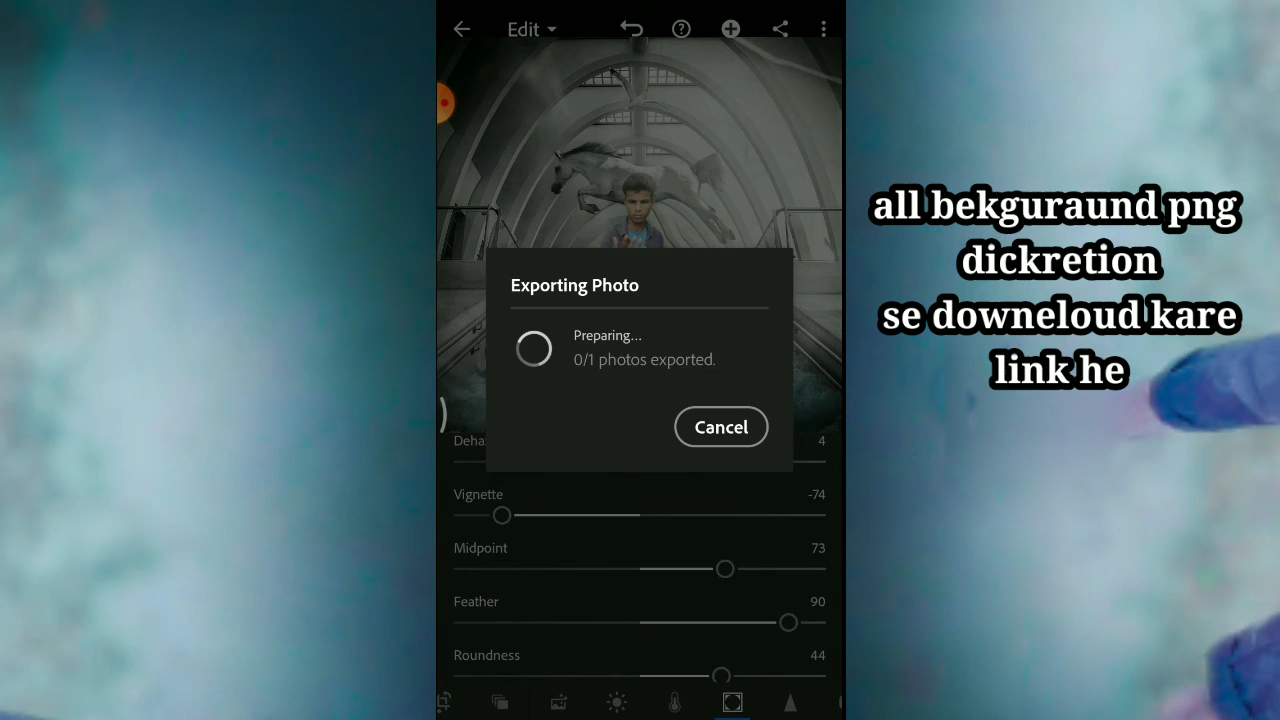 Edit
Exporting Photo
Preparing...
0/1 photos exported.
Cancel
4
Vignette -74
Midpoint 73
Feather 90
Roundness 44
all bekguraund png
dickretion
se downeloud kare
link he